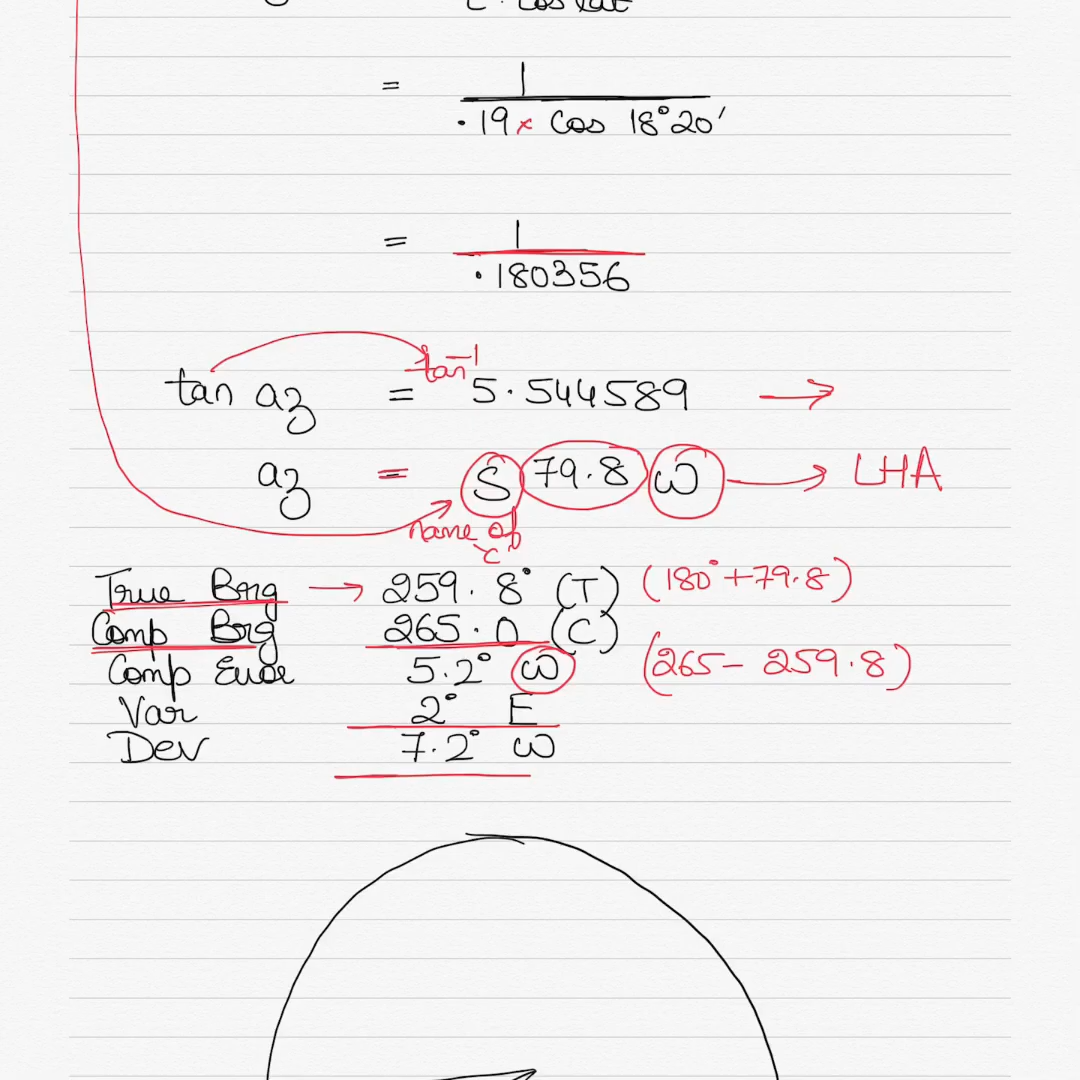 = 1
·19 × Cos 18°20′
= 1
·180356
tan⁻¹
tan az = 5.544589 →
az = S 79.8 W → LHA
name of 'C'
True Brg → 259.8° (T) (180° + 79.8)
Comp Brg 265.0 (C)
Comp Error 5.2° W (265 - 259.8)
Var 2° E
Dev 7.2° W